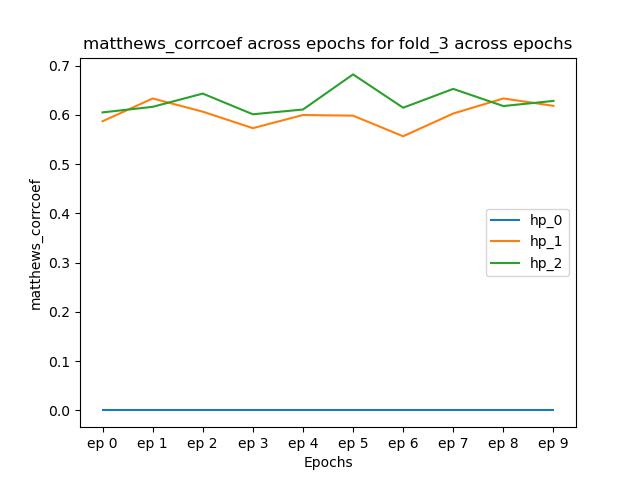 matthews_corrcoef across epochs for fold_3 across epochs
matthews_corrcoef
0.7
0.6
0.5
0.4
0.3
0.2
0.1
0.0
hp_0
hp_1
hp_2
ep 0 ep 1 ep 2 ep 3 ep 4 ep 5 ep 6 ep 7 ep 8 ep 9
Epochs